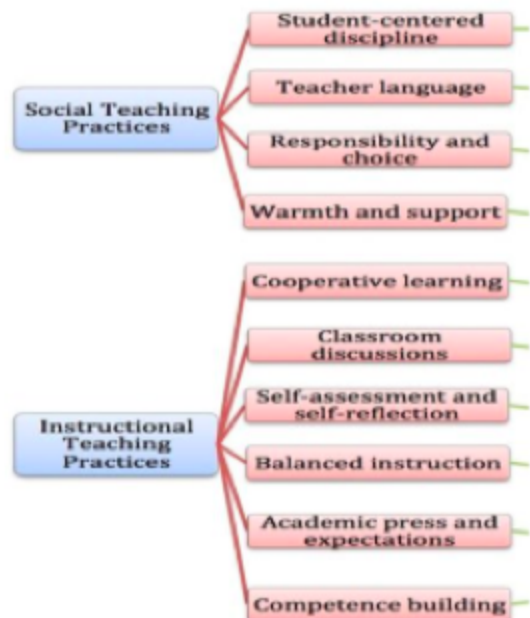 Student-centered
discipline
Teacher language
Social Teaching
Practices
Responsibility and
choice
Warmth and support
Cooperative learning
Classroom
discussions
Self-assessment and
self-reflection
Instructional
Teaching
Practices
Balanced instruction
Academic press and
expectations
Competence building